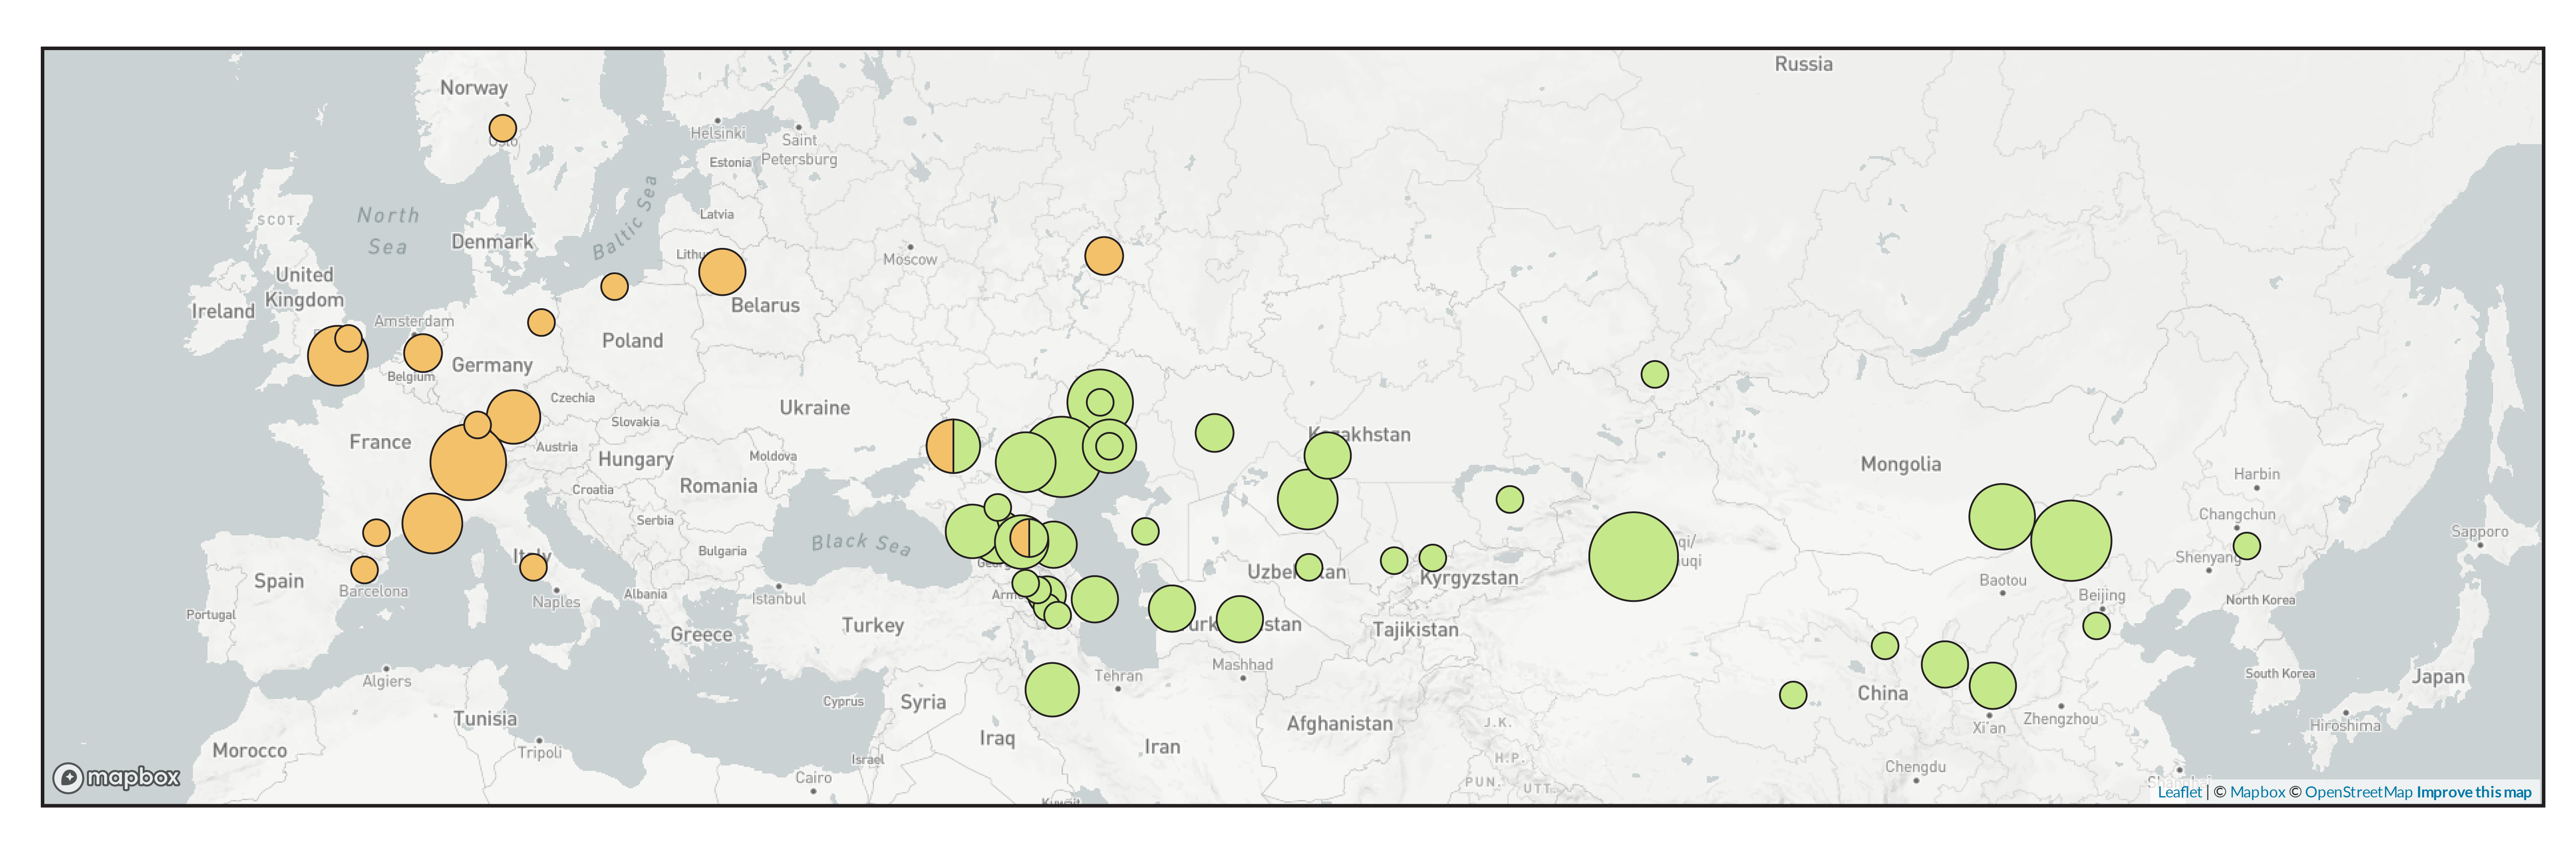 Russia
Norway
Oslo
Helsinki
Saint
Petersburg
Estonia
Latvia
SCOT.
North
Sea
Baltic Sea
Denmark
Moscow
United
Kingdom
Ireland
Belarus
Amsterdam
Poland
Germany
Belgium
Czechia
Ukraine
Slovakia
France
Austria
Hungary
Moldova
Kazakhstan
Mongolia
Romania
Croatia
Harbin
Changchun
Serbia
Black Sea
Bulgaria
Sapporo
Italy
Shenyang
Spain
Uzbekistan
Kyrgyzstan
Baotou
Barcelona
Naples
Albania
Istanbul
Beijing
North Korea
Portugal
Greece
Turkey
Turkmenistan
Tajikistan
Algiers
Tehran
Mashhad
South Korea
Japan
Cyprus
Syria
China
Tunisia
Afghanistan
J.K.
Xi'an
Zhengzhou
Hiroshima
Morocco
Tripoli
Iraq
Iran
Israel
H.P.
Chengdu
Cairo
PUN.
UTT.
Shanghai
Kuwait
mapbox
Leaflet | © Mapbox © OpenStreetMap Improve this map